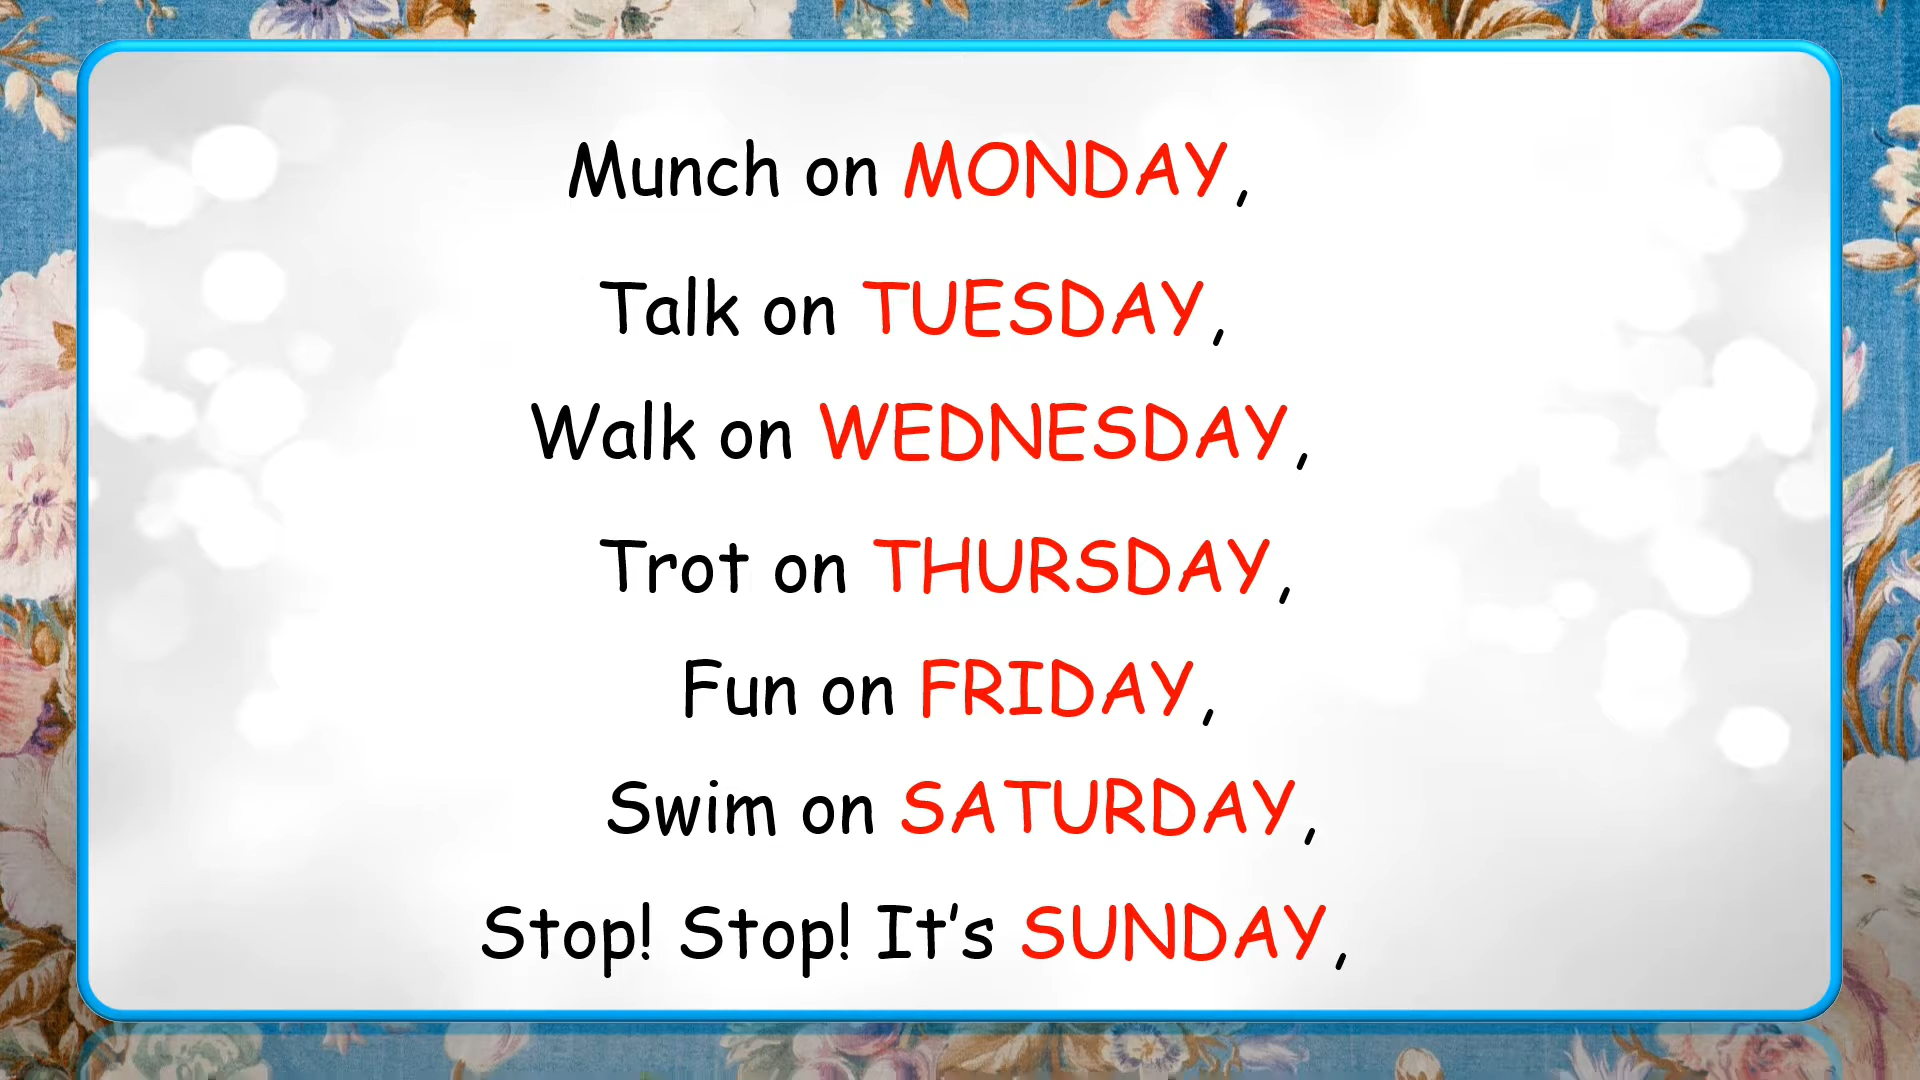 Munch on MONDAY,
Talk on TUESDAY,
Walk on WEDNESDAY,
Trot on THURSDAY,
Fun on FRIDAY,
Swim on SATURDAY,
Stop! Stop! It’s SUNDAY,